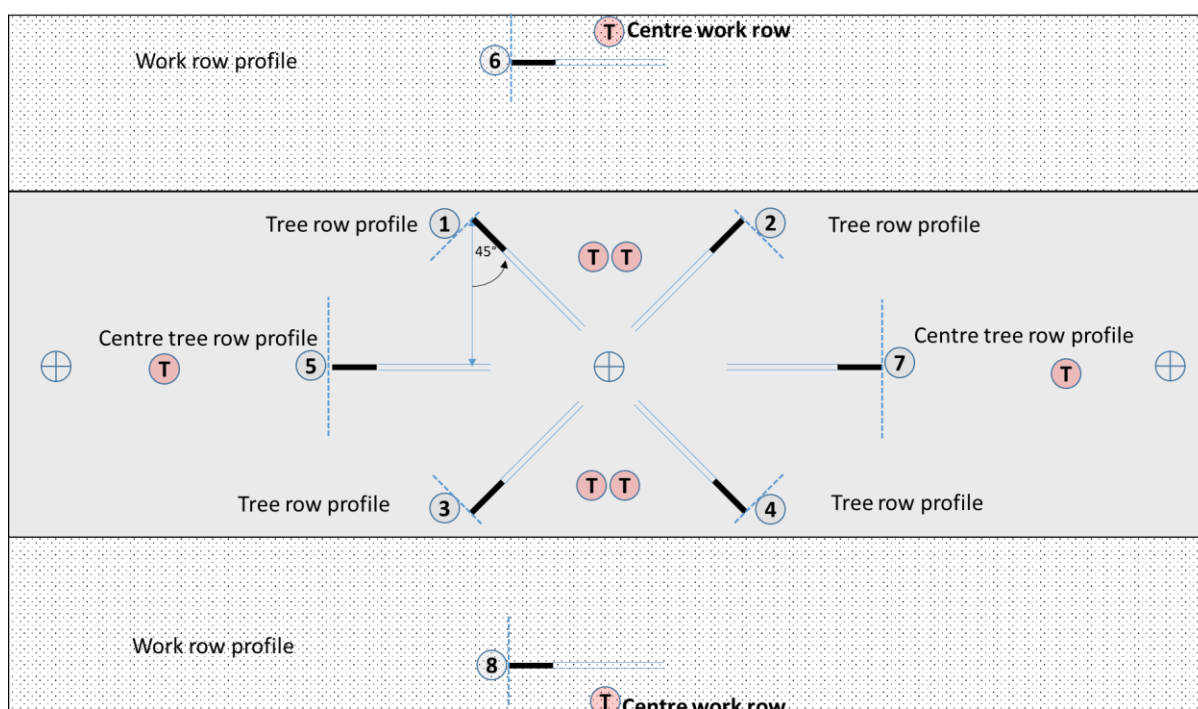 T Centre work row
Work row profile
6
Tree row profile
1
2
Tree row profile
45°
T T
Centre tree row profile
5
T
7
Centre tree row profile
T
Tree row profile
3
T T
4
Tree row profile
Work row profile
8
T Centre work row